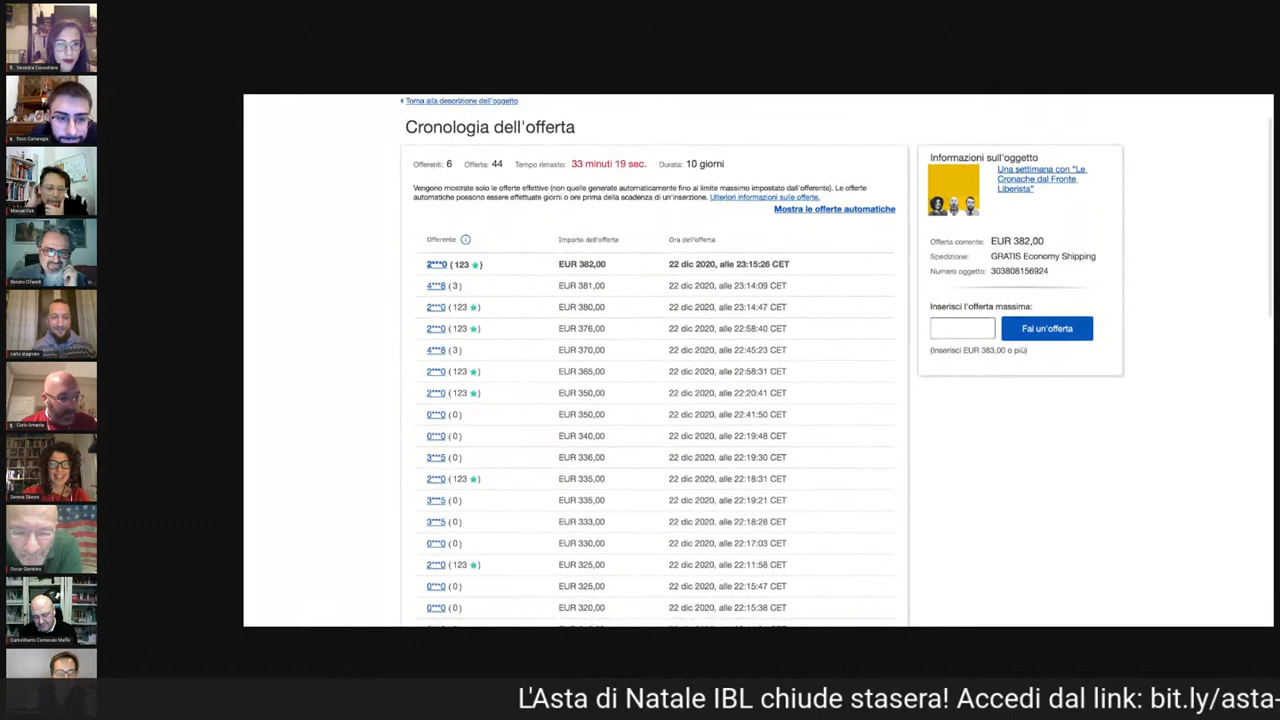 Veronica Cancelliere
Enzo Cartaregia
Renato Cifarelli
carlo stagnaro
Carlo Amenta
Serena Sileoni
Oscar Giannino
CarloAlberto Carnevale Maffè
Torna alla descrizione dell'oggetto
Cronologia dell'offerta
Offerenti: 6 Offerte: 44 Tempo rimasto: 33 minuti 19 sec. Durata: 10 giorni
Vengono mostrate solo le offerte effettive (non quelle generate automaticamente fino al limite massimo impostato dall'offerente). Le offerte
automatiche possono essere effettuate giorni o ore prima della scadenza di un'inserzione. Ulteriori informazioni sulle offerte.
Mostra le offerte automatiche
Offerente Importo dell'offerta Ora dell'offerta
2***0 (123) EUR 382,00 22 dic 2020, alle 23:15:26 CET
4***8 (3) EUR 381,00 22 dic 2020, alle 23:14:09 CET
2***0 (123) EUR 380,00 22 dic 2020, alle 23:14:47 CET
2***0 (123) EUR 376,00 22 dic 2020, alle 22:58:40 CET
4***8 (3) EUR 370,00 22 dic 2020, alle 22:45:23 CET
2***0 (123) EUR 365,00 22 dic 2020, alle 22:58:31 CET
2***0 (123) EUR 350,00 22 dic 2020, alle 22:20:41 CET
0***0 (0) EUR 350,00 22 dic 2020, alle 22:41:50 CET
0***0 (0) EUR 340,00 22 dic 2020, alle 22:19:48 CET
3***5 (0) EUR 336,00 22 dic 2020, alle 22:19:30 CET
2***0 (123) EUR 335,00 22 dic 2020, alle 22:18:31 CET
3***5 (0) EUR 335,00 22 dic 2020, alle 22:19:21 CET
3***5 (0) EUR 333,00 22 dic 2020, alle 22:18:28 CET
0***0 (0) EUR 330,00 22 dic 2020, alle 22:17:03 CET
2***0 (123) EUR 325,00 22 dic 2020, alle 22:11:58 CET
0***0 (0) EUR 325,00 22 dic 2020, alle 22:15:47 CET
0***0 (0) EUR 320,00 22 dic 2020, alle 22:15:38 CET
Informazioni sull'oggetto
Una settimana con "Le
Cronache dal Fronte
Liberista"
Offerta corrente: EUR 382,00
Spedizione: GRATIS Economy Shipping
Numero oggetto: 303808156924
Inserisci l'offerta massima:
Fai un'offerta
(Inserisci EUR 383,00 o più)
L'Asta di Natale IBL chiude stasera! Accedi dal link: bit.ly/asta-